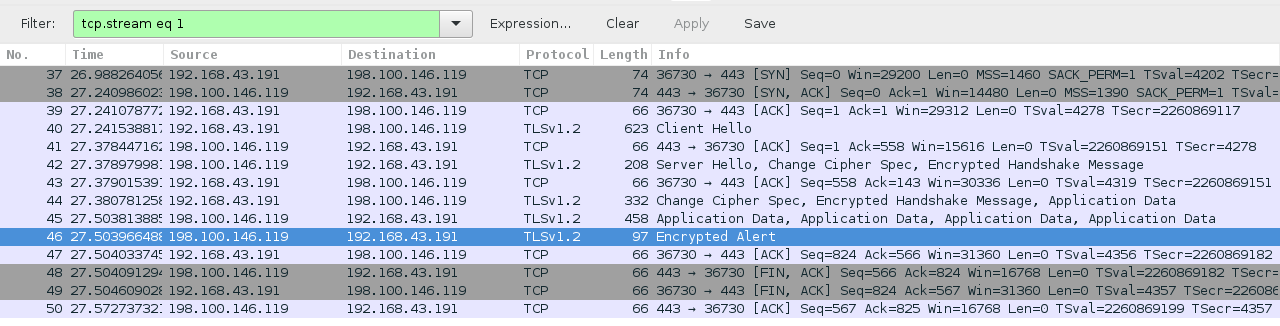 Filter: tcp.stream eq 1 Expression... Clear Apply Save
No. Time Source Destination Protocol Length Info
37 26.988264056 192.168.43.191 198.100.146.119 TCP 74 36730 → 443 [SYN] Seq=0 Win=29200 Len=0 MSS=1460 SACK_PERM=1 TSval=4202 TSecr=
38 27.240986023 198.100.146.119 192.168.43.191 TCP 74 443 → 36730 [SYN, ACK] Seq=0 Ack=1 Win=14480 Len=0 MSS=1390 SACK_PERM=1 TSval=
39 27.241078772 192.168.43.191 198.100.146.119 TCP 66 36730 → 443 [ACK] Seq=1 Ack=1 Win=29312 Len=0 TSval=4278 TSecr=2260869117
40 27.241538817 192.168.43.191 198.100.146.119 TLSv1.2 623 Client Hello
41 27.378447162 198.100.146.119 192.168.43.191 TCP 66 443 → 36730 [ACK] Seq=1 Ack=558 Win=15616 Len=0 TSval=2260869151 TSecr=4278
42 27.378979981 198.100.146.119 192.168.43.191 TLSv1.2 208 Server Hello, Change Cipher Spec, Encrypted Handshake Message
43 27.379015391 192.168.43.191 198.100.146.119 TCP 66 36730 → 443 [ACK] Seq=558 Ack=143 Win=30336 Len=0 TSval=4319 TSecr=2260869151
44 27.380781258 192.168.43.191 198.100.146.119 TLSv1.2 332 Change Cipher Spec, Encrypted Handshake Message, Application Data
45 27.503813885 198.100.146.119 192.168.43.191 TLSv1.2 458 Application Data, Application Data, Application Data, Application Data
46 27.503966488 198.100.146.119 192.168.43.191 TLSv1.2 97 Encrypted Alert
47 27.504033745 192.168.43.191 198.100.146.119 TCP 66 36730 → 443 [ACK] Seq=824 Ack=566 Win=31360 Len=0 TSval=4356 TSecr=2260869182
48 27.504091294 198.100.146.119 192.168.43.191 TCP 66 443 → 36730 [FIN, ACK] Seq=566 Ack=824 Win=16768 Len=0 TSval=2260869182 TSecr=
49 27.504609028 192.168.43.191 198.100.146.119 TCP 66 36730 → 443 [FIN, ACK] Seq=824 Ack=567 Win=31360 Len=0 TSval=4357 TSecr=22608
50 27.572737321 198.100.146.119 192.168.43.191 TCP 66 443 → 36730 [ACK] Seq=567 Ack=825 Win=16768 Len=0 TSval=2260869199 TSecr=4357